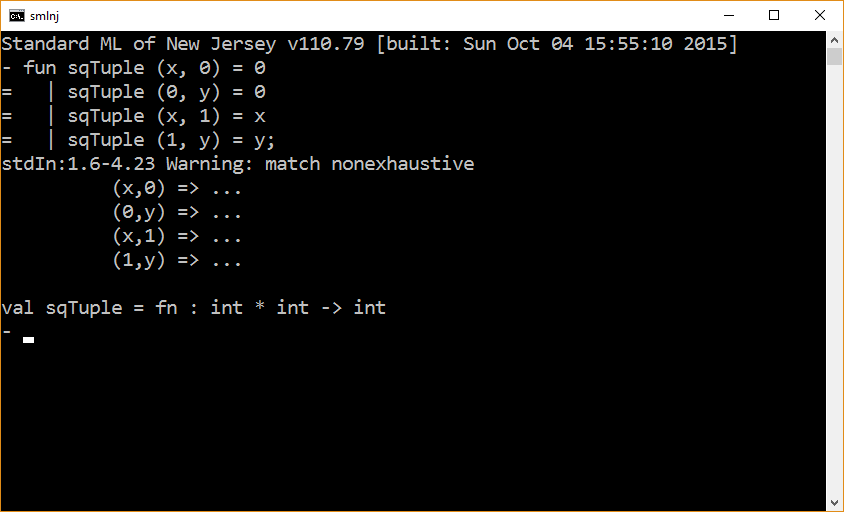 smlnj
Standard ML of New Jersey v110.79 [built: Sun Oct 04 15:55:10 2015]
- fun sqTuple (x, 0) = 0
=   | sqTuple (0, y) = 0
=   | sqTuple (x, 1) = x
=   | sqTuple (1, y) = y;
stdIn:1.6-4.23 Warning: match nonexhaustive
          (x,0) => ...
          (0,y) => ...
          (x,1) => ...
          (1,y) => ...
val sqTuple = fn : int * int -> int
-